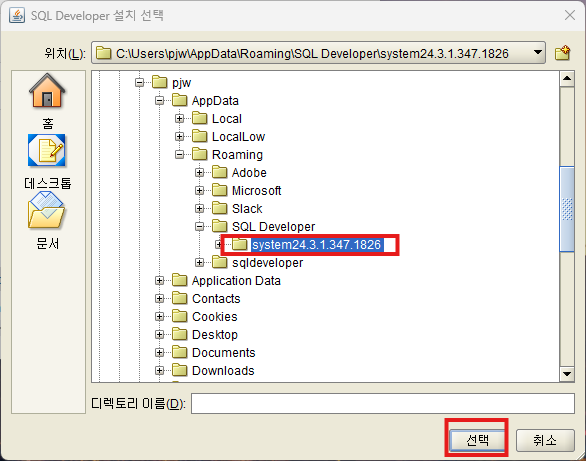 SQL Developer 설치 선택
위치(L): C:\Users\pjw\AppData\Roaming\SQL Developer\system24.3.1.347.1826
홈
데스크톱
문서
pjw
AppData
Local
LocalLow
Roaming
Adobe
Microsoft
Slack
SQL Developer
system24.3.1.347.1826
sqldeveloper
Application Data
Contacts
Cookies
Desktop
Documents
Downloads
디렉토리 이름(D):
선택 취소